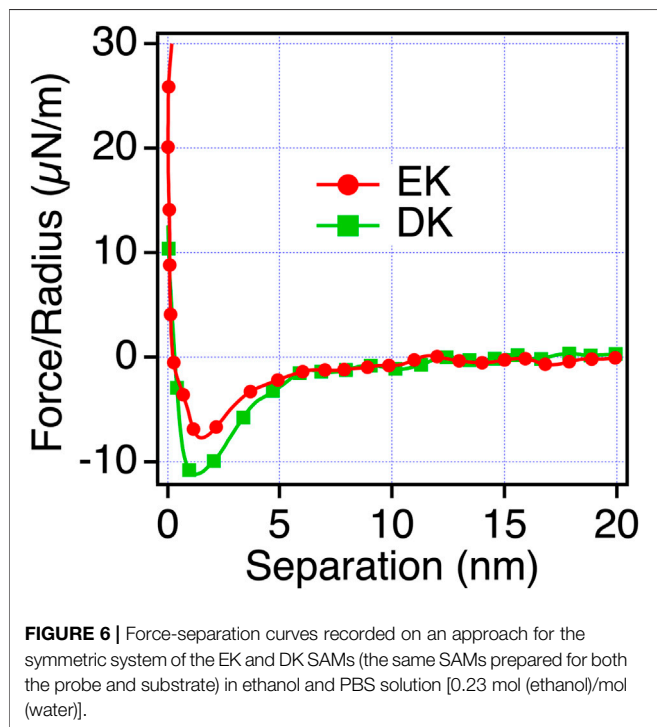 30
20
10
0
-10
Force/Radius (µN/m)
EK
DK
0 5 10 15 20
Separation (nm)
FIGURE 6 | Force-separation curves recorded on an approach for the
symmetric system of the EK and DK SAMs (the same SAMs prepared for both
the probe and substrate) in ethanol and PBS solution [0.23 mol (ethanol)/mol
(water)].